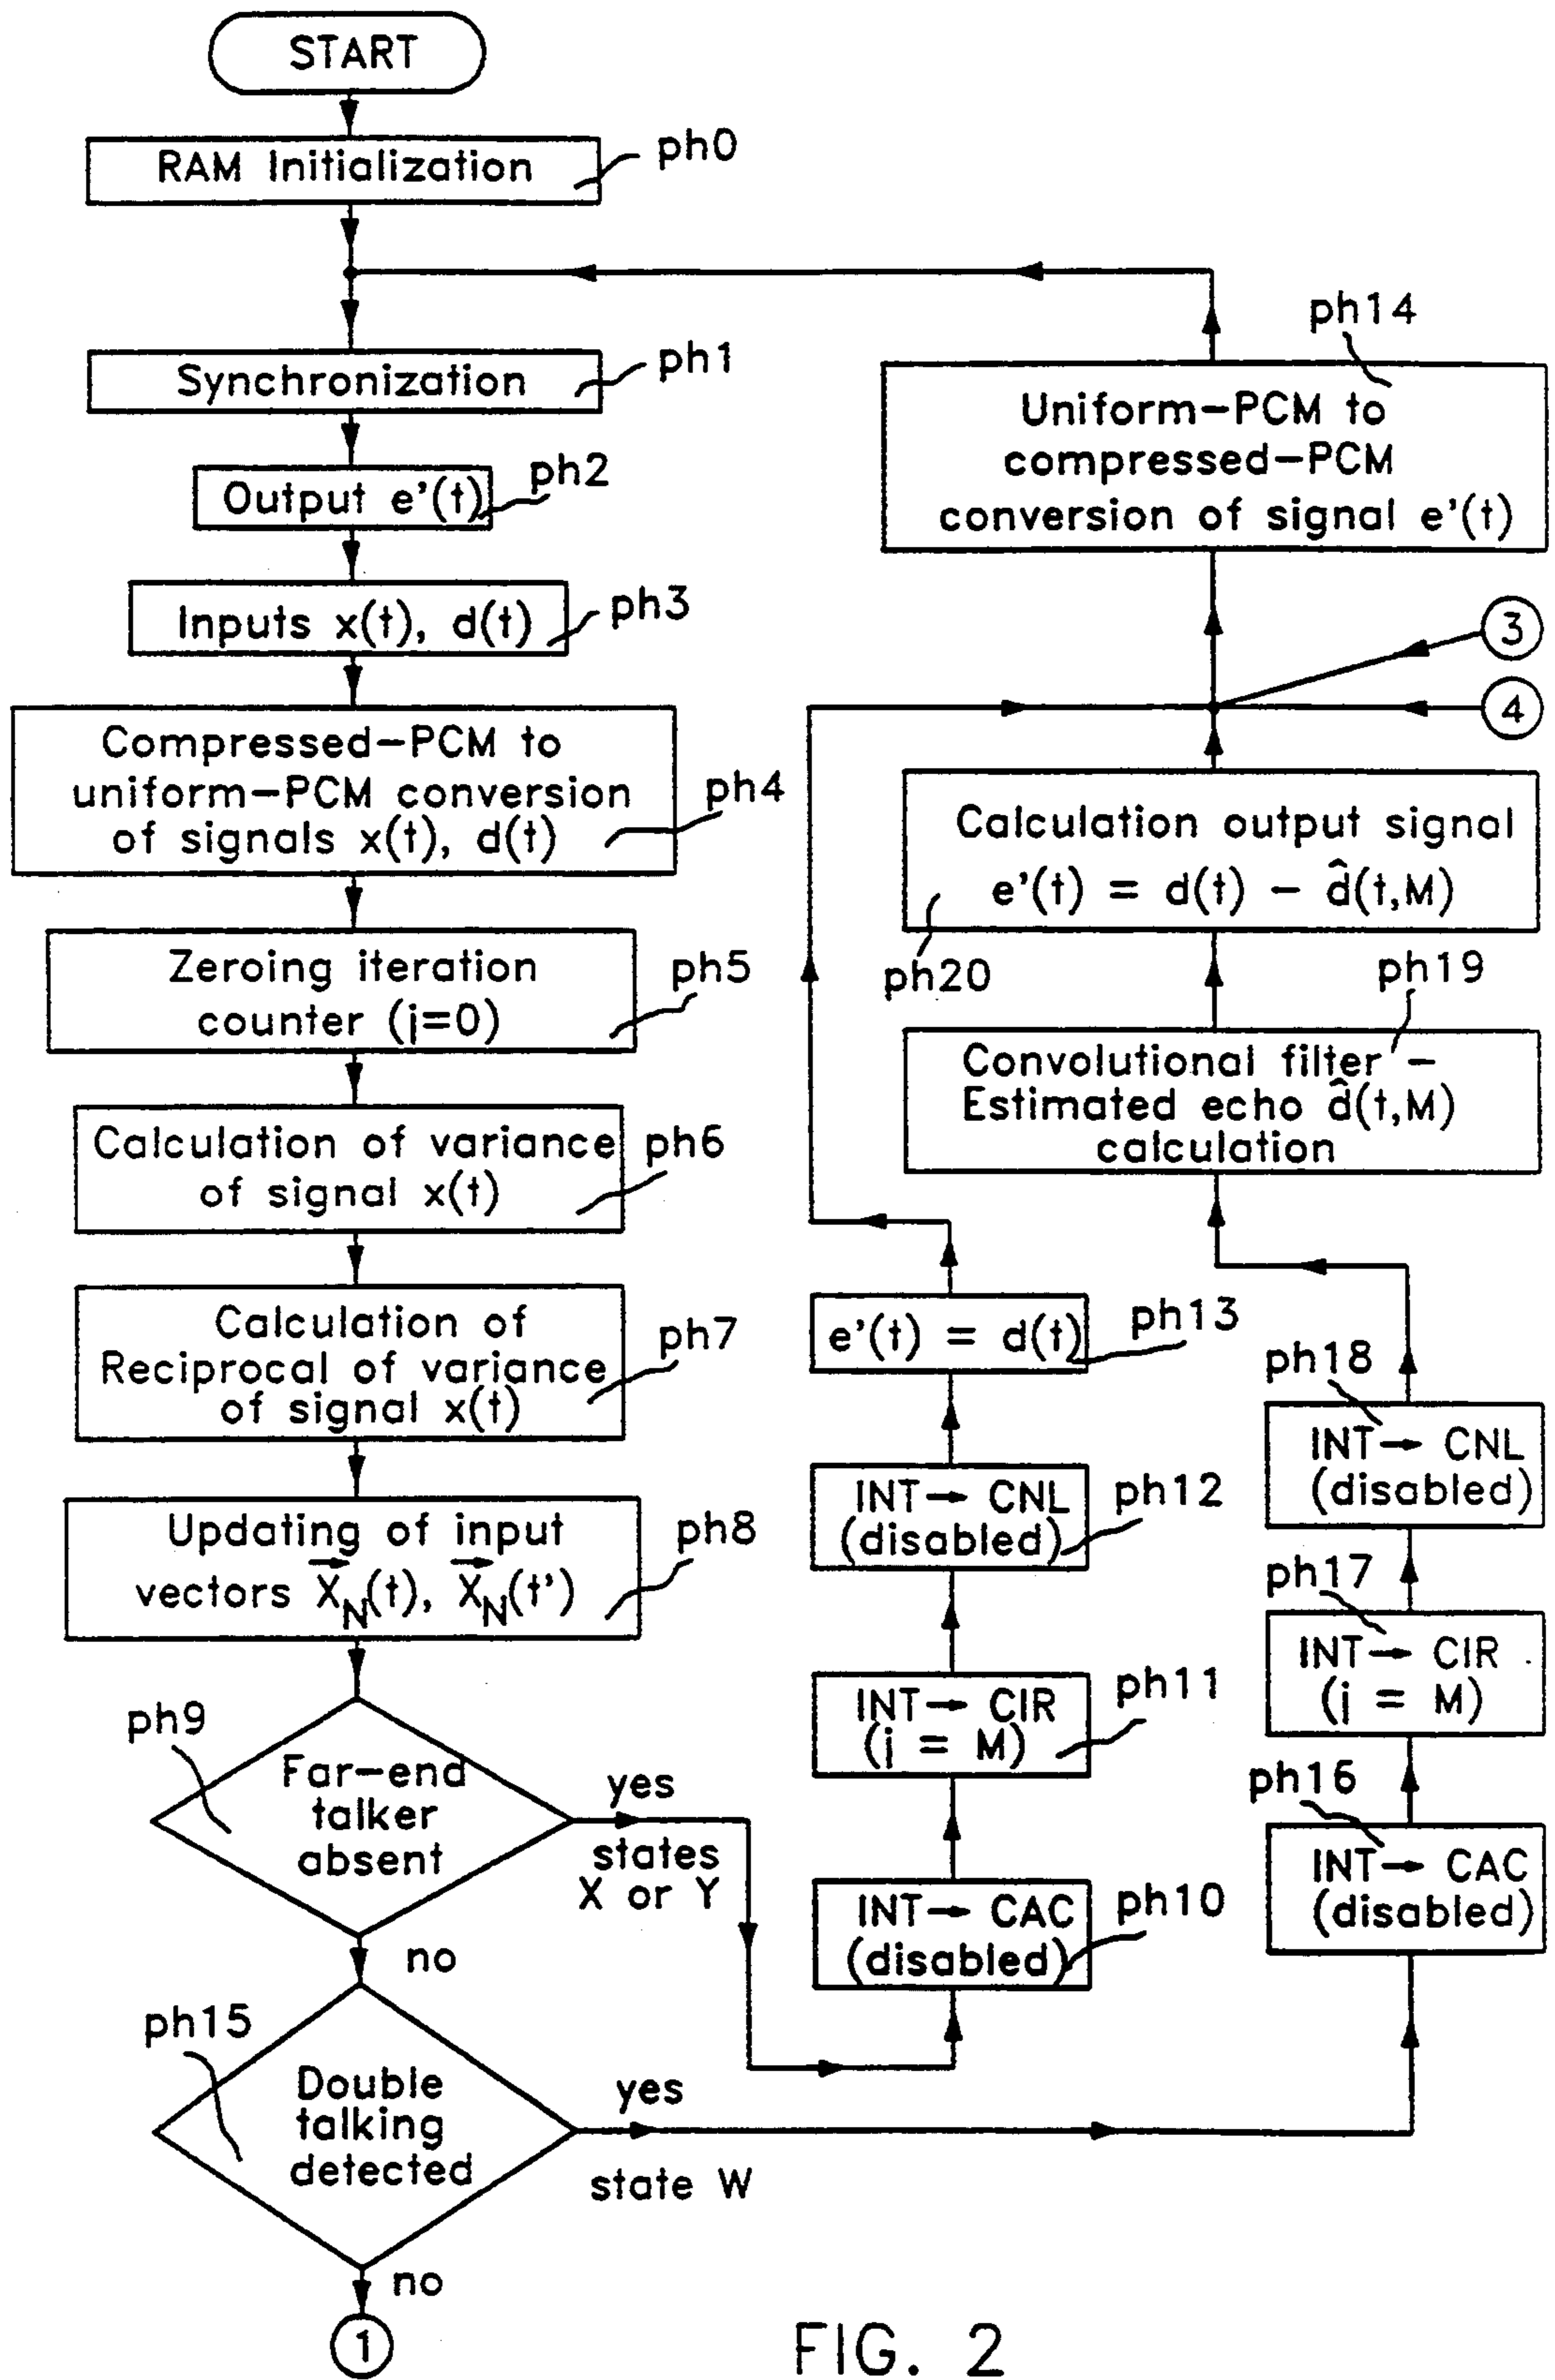 START
RAM Initialization
ph0
Synchronization
ph1
Output e'(t)
ph2
Inputs x(t), d(t)
ph3
Compressed-PCM to
uniform-PCM conversion
of signals x(t), d(t)
ph4
Zeroing iteration
counter (j=0)
ph5
Calculation of variance
of signal x(t)
ph6
Calculation of
Reciprocal of variance
of signal x(t)
ph7
Updating of input
vectors X⃗_N(t), X⃗_N(t')
ph8
ph9
Far-end
talker
absent
yes
states
X or Y
no
ph15
Double
talking
detected
yes
state W
no
1
ph14
Uniform-PCM to
compressed-PCM
conversion of signal e'(t)
3
4
Calculation output signal
e'(t) = d(t) - d̂(t,M)
ph20
ph19
Convolutional filter -
Estimated echo d̂(t,M)
calculation
e'(t) = d(t)
ph13
INT→ CNL
(disabled)
ph12
INT→ CIR
(j = M)
ph11
INT→ CAC
(disabled)
ph10
ph18
INT→ CNL
(disabled)
ph17
INT→ CIR
(j = M)
ph16
INT→ CAC
(disabled)
FIG. 2